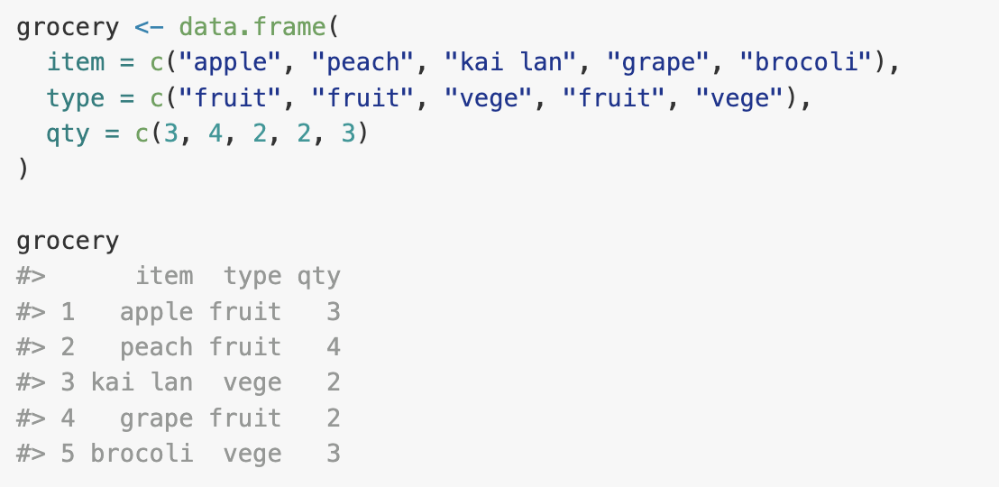 grocery <- data.frame(
  item = c("apple", "peach", "kai lan", "grape", "brocoli"),
  type = c("fruit", "fruit", "vege", "fruit", "vege"),
  qty = c(3, 4, 2, 2, 3)
)

grocery
#>      item  type qty
#> 1   apple fruit   3
#> 2   peach fruit   4
#> 3 kai lan  vege   2
#> 4   grape fruit   2
#> 5 brocoli  vege   3